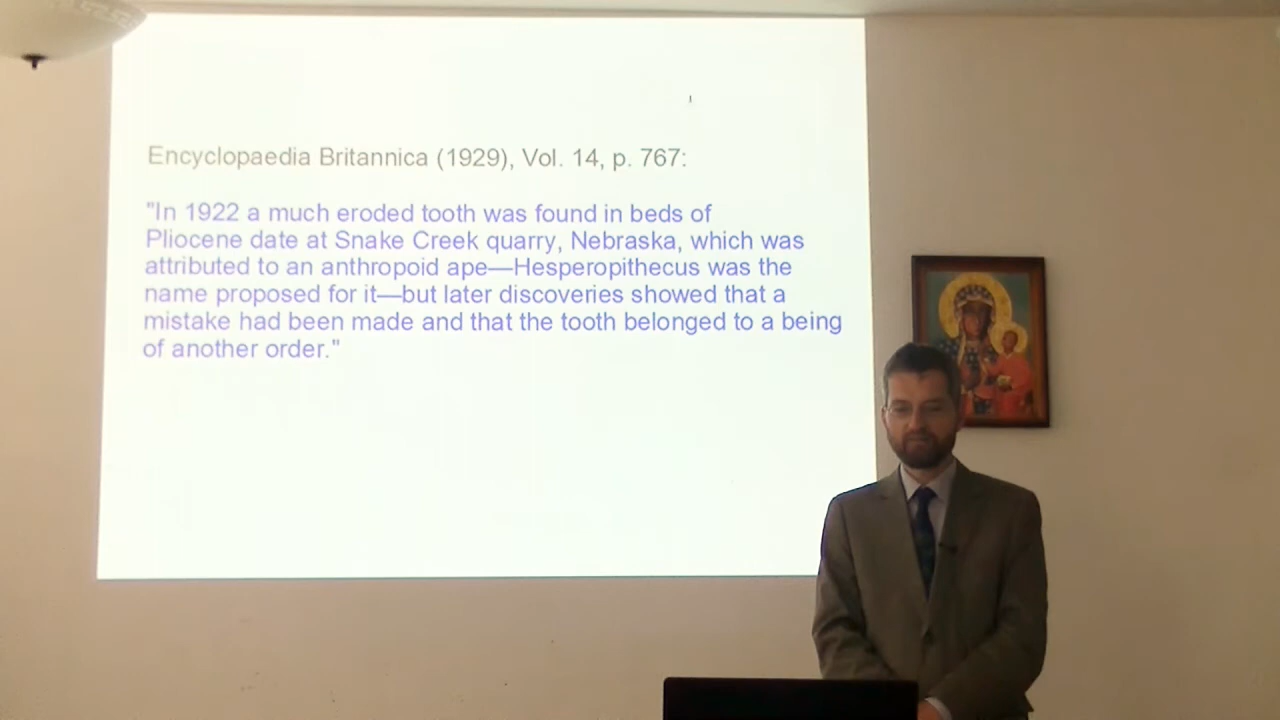 Encyclopaedia Britannica (1929), Vol. 14, p. 767:
"In 1922 a much eroded tooth was found in beds of
Pliocene date at Snake Creek quarry, Nebraska, which was
attributed to an anthropoid ape—Hesperopithecus was the
name proposed for it—but later discoveries showed that a
mistake had been made and that the tooth belonged to a being
of another order."